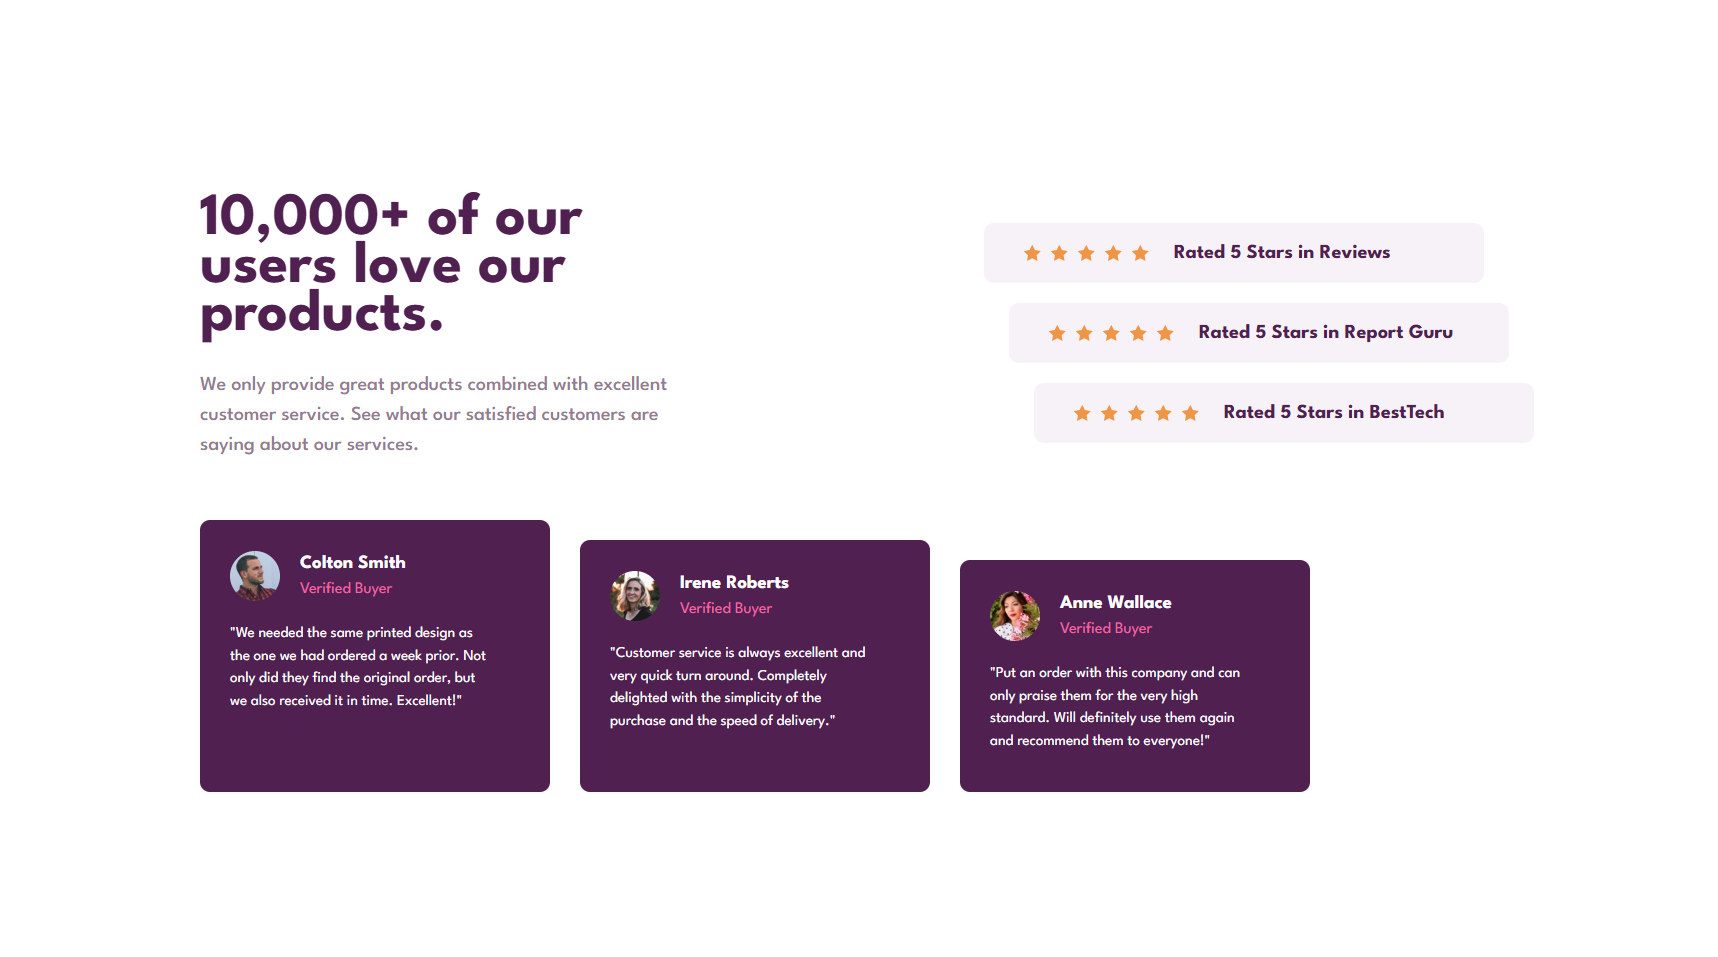 10,000+ of our
users love our
products.
We only provide great products combined with excellent
customer service. See what our satisfied customers are
saying about our services.
Rated 5 Stars in Reviews
Rated 5 Stars in Report Guru
Rated 5 Stars in BestTech
Colton Smith
Verified Buyer
"We needed the same printed design as
the one we had ordered a week prior. Not
only did they find the original order, but
we also received it in time. Excellent!"
Irene Roberts
Verified Buyer
"Customer service is always excellent and
very quick turn around. Completely
delighted with the simplicity of the
purchase and the speed of delivery."
Anne Wallace
Verified Buyer
"Put an order with this company and can
only praise them for the very high
standard. Will definitely use them again
and recommend them to everyone!"